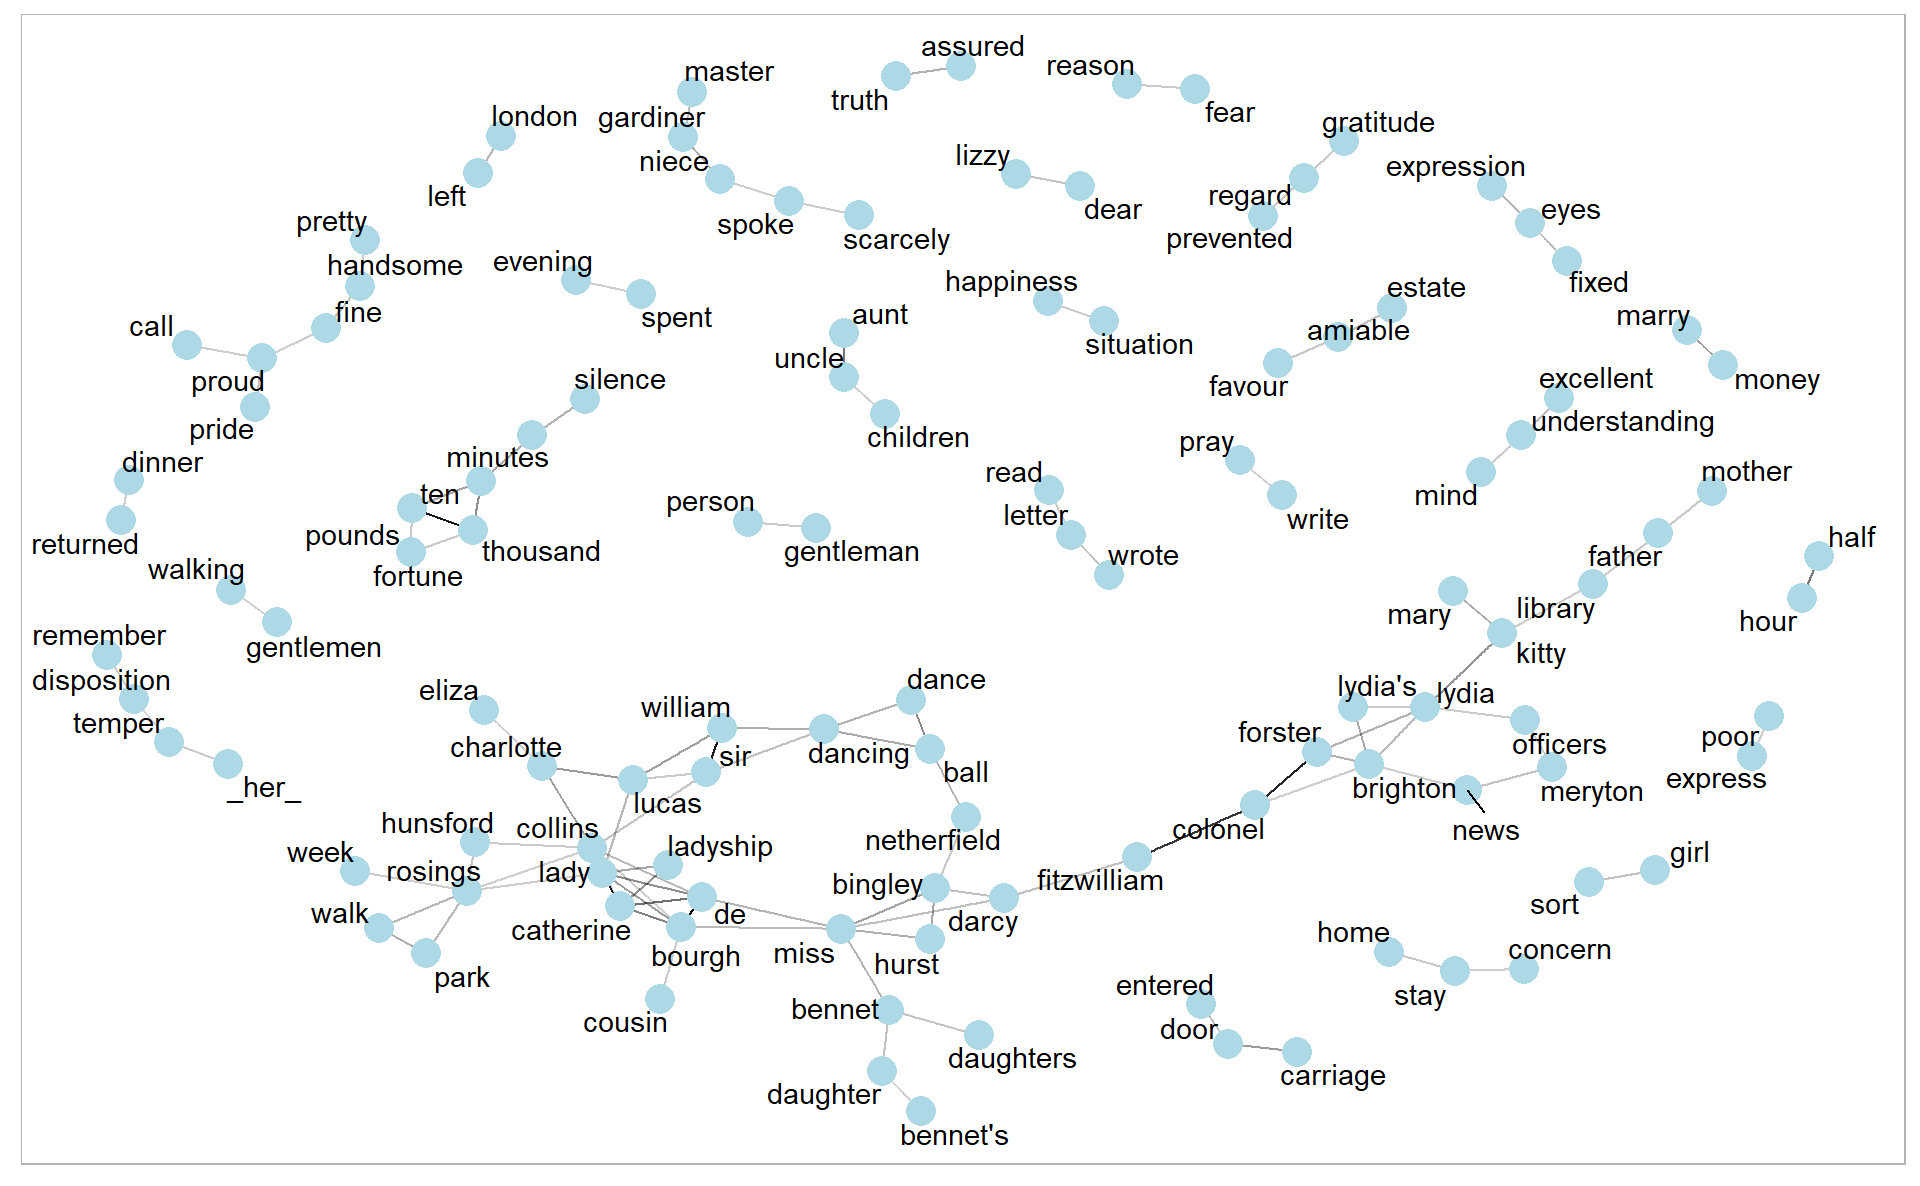 assured
master
reason
truth
fear
london
gardiner
gratitude
lizzy
niece
expression
left
regard
dear
eyes
pretty
spoke
scarcely
prevented
handsome
evening
happiness
fixed
estate
call
fine
spent
aunt
marry
amiable
uncle
situation
proud
silence
favour
excellent
money
pride
children
understanding
dinner
minutes
pray
read
mother
ten
person
letter
mind
write
returned
pounds
thousand
gentleman
wrote
father
half
walking
fortune
mary
library
hour
remember
gentlemen
kitty
disposition
eliza
dance
lydia's
lydia
temper
william
forster
poor
charlotte
sir
dancing
officers
_her_
ball
brighton
meryton
express
lucas
hunsford
collins
netherfield
colonel
news
week
rosings
lady
ladyship
bingley
fitzwilliam
girl
walk
catherine
de
darcy
sort
park
bourgh
miss
hurst
home
concern
cousin
bennet
entered
stay
daughters
door
daughter
carriage
bennet's